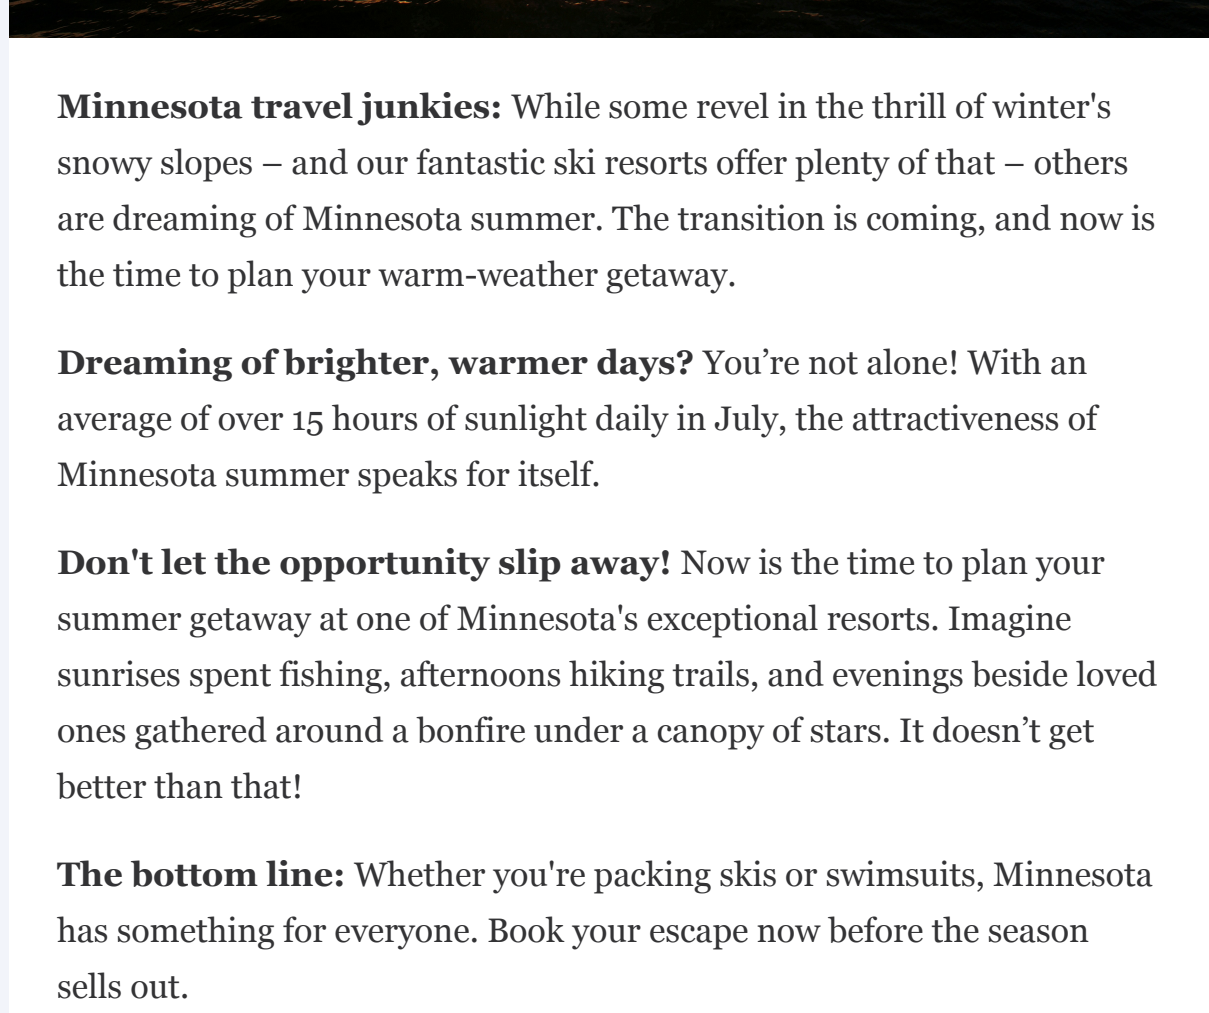 Minnesota travel junkies: While some revel in the thrill of winter's
snowy slopes – and our fantastic ski resorts offer plenty of that – others
are dreaming of Minnesota summer. The transition is coming, and now is
the time to plan your warm-weather getaway.
Dreaming of brighter, warmer days? You’re not alone! With an
average of over 15 hours of sunlight daily in July, the attractiveness of
Minnesota summer speaks for itself.
Don't let the opportunity slip away! Now is the time to plan your
summer getaway at one of Minnesota's exceptional resorts. Imagine
sunrises spent fishing, afternoons hiking trails, and evenings beside loved
ones gathered around a bonfire under a canopy of stars. It doesn’t get
better than that!
The bottom line: Whether you're packing skis or swimsuits, Minnesota
has something for everyone. Book your escape now before the season
sells out.